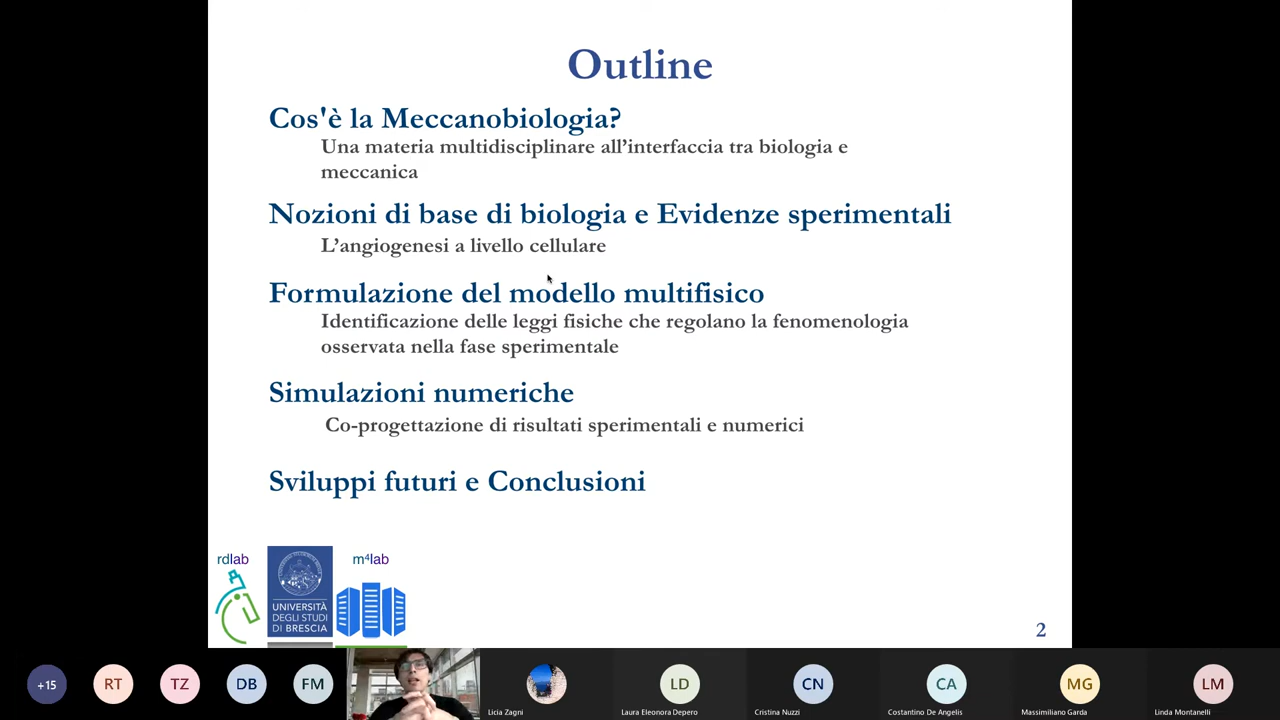 Outline
Cos'è la Meccanobiologia?
Una materia multidisciplinare all’interfaccia tra biologia e
meccanica
Nozioni di base di biologia e Evidenze sperimentali
L’angiogenesi a livello cellulare
Formulazione del modello multifisico
Identificazione delle leggi fisiche che regolano la fenomenologia
osservata nella fase sperimentale
Simulazioni numeriche
Co-progettazione di risultati sperimentali e numerici
Sviluppi futuri e Conclusioni
rdlab
UNIVERSITÀ
DEGLI STUDI
DI BRESCIA
m⁴lab
2
+15
RT
TZ
DB
FM
Licia Zagni
LD
Laura Eleonora Depero
CN
Cristina Nuzzi
CA
Costantino De Angelis
MG
Massimiliano Garda
LM
Linda Montanelli